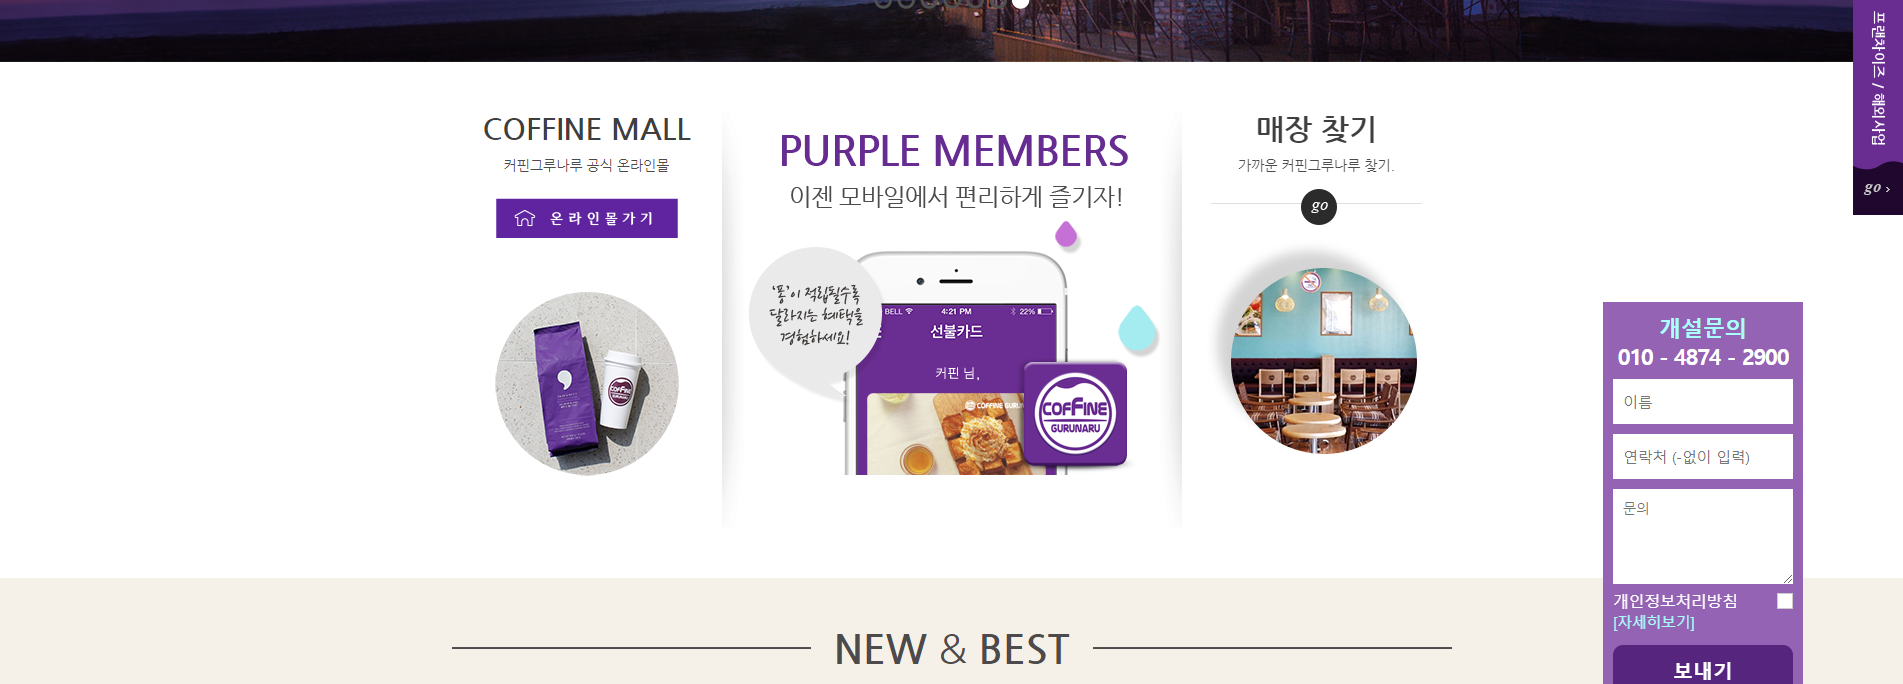 프랜차이즈 / 해외사업
go ›
COFFINE MALL
커핀그루나루 공식 온라인몰
온라인몰가기
PURPLE MEMBERS
이젠 모바일에서 편리하게 즐기자!
'퐁'이 적립될수록
달라지는 혜택을
경험하세요!
BELL 4:21 PM 22%
선불카드
커핀 님,
COFFINE GURUN
COFFINE
GURUNARU
COFFINE
GURUNARU
매장 찾기
가까운 커핀그루나루 찾기.
go
개설문의
010 - 4874 - 2900
이름
연락처 (-없이 입력)
문의
개인정보처리방침
[자세히보기]
보내기
NEW & BEST